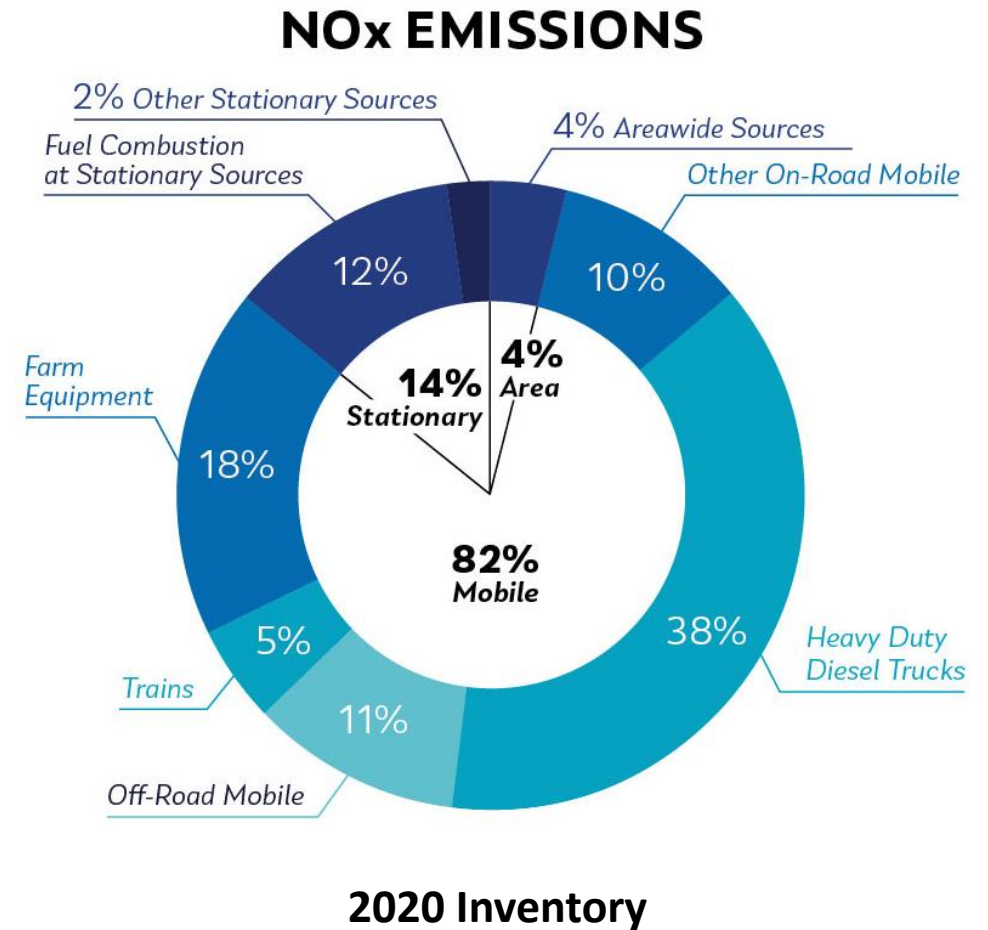 NOx EMISSIONS
2% Other Stationary Sources
Fuel Combustion
at Stationary Sources
4% Areawide Sources
Other On-Road Mobile
12%
10%
4%
Area
14%
Stationary
Farm
Equipment
18%
82%
Mobile
38%
Heavy Duty
Diesel Trucks
5%
Trains
11%
Off-Road Mobile
2020 Inventory